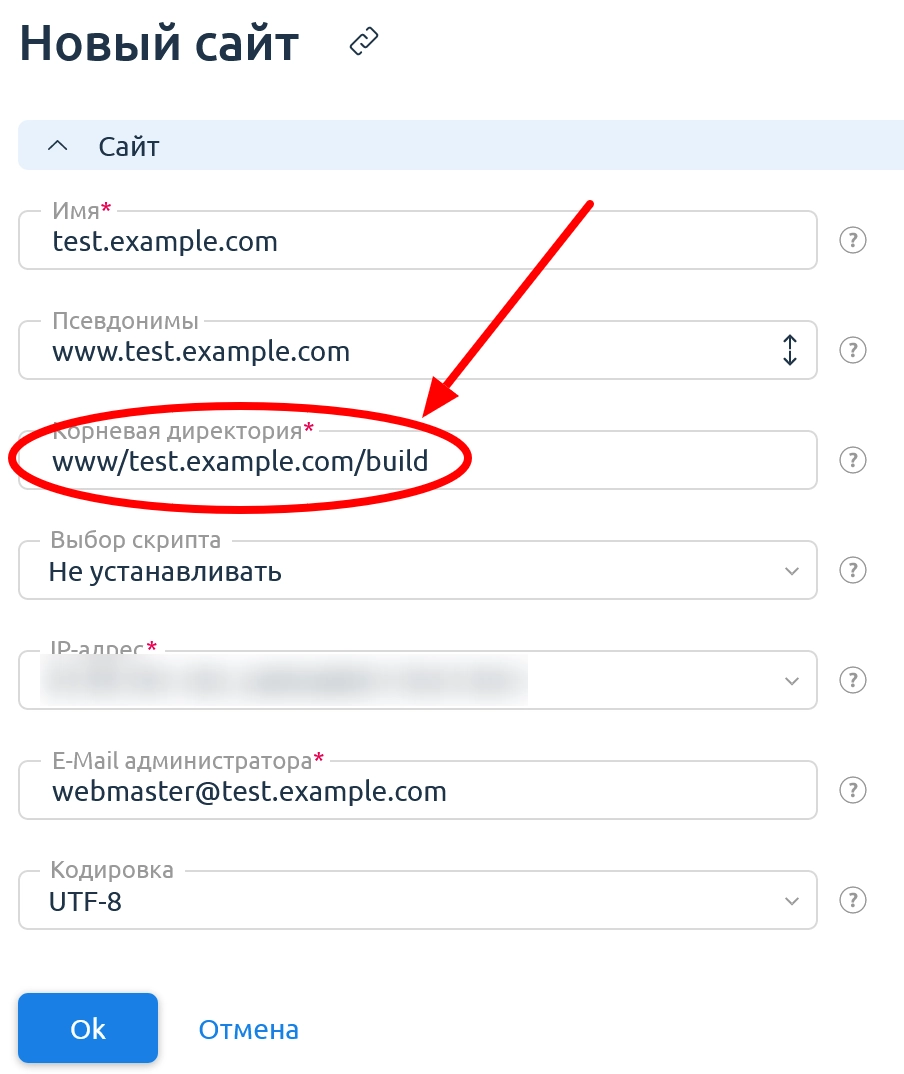 Новый сайт
Сайт
Имя*
test.example.com
Псевдонимы
www.test.example.com
Корневая директория*
www/test.example.com/build
Выбор скрипта
Не устанавливать
IP-адрес*
E-Mail администратора*
webmaster@test.example.com
Кодировка
UTF-8
Ok Отмена